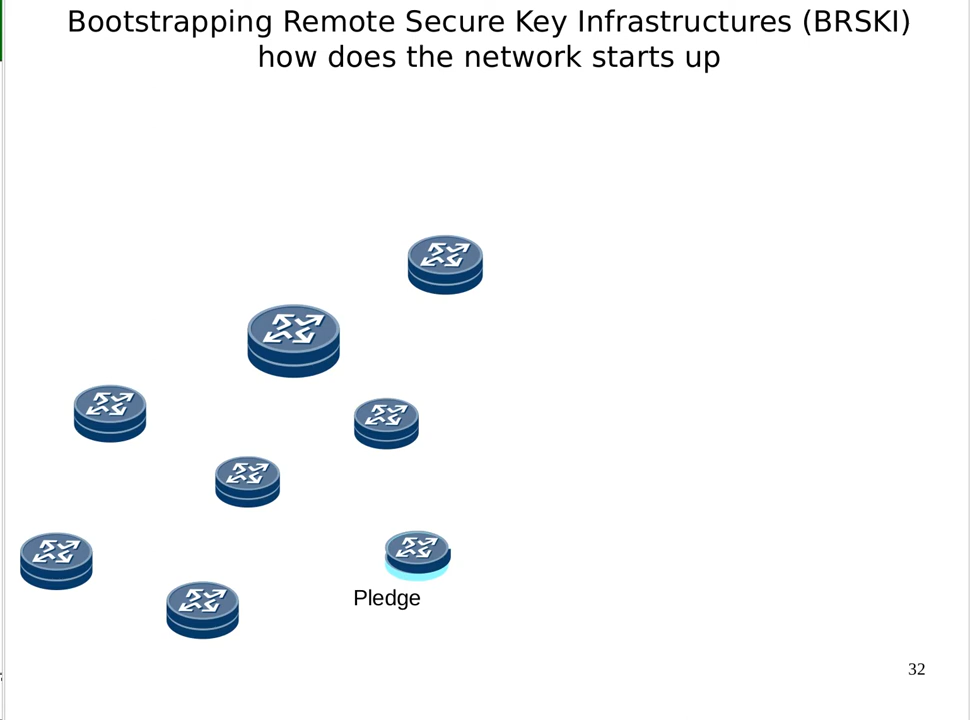 Bootstrapping Remote Secure Key Infrastructures (BRSKI)
how does the network starts up
Pledge
32